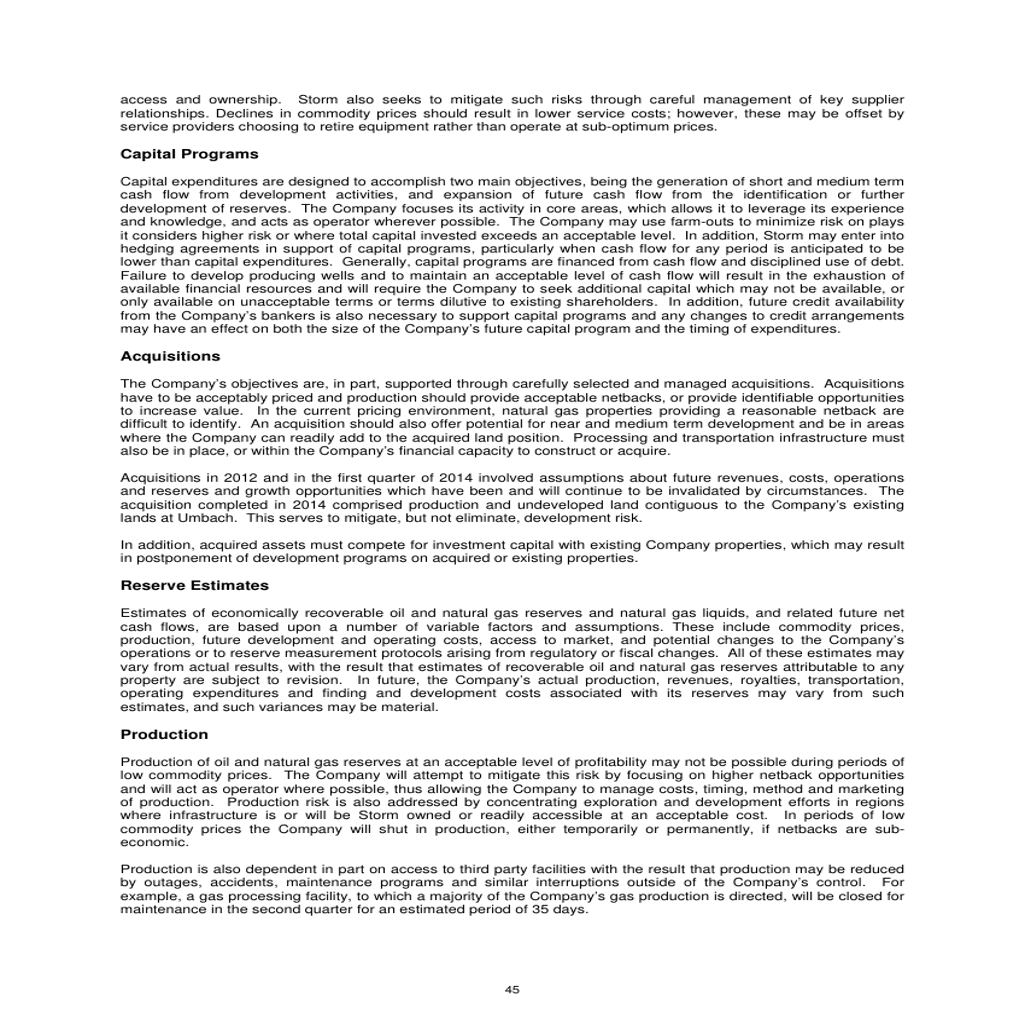 access and ownership.  Storm also seeks to mitigate such risks through careful management of key supplier
relationships. Declines in commodity prices should result in lower service costs; however, these may be offset by
service providers choosing to retire equipment rather than operate at sub-optimum prices.
Capital Programs
Capital expenditures are designed to accomplish two main objectives, being the generation of short and medium term
cash flow from development activities, and expansion of future cash flow from the identification or further
development of reserves.  The Company focuses its activity in core areas, which allows it to leverage its experience
and knowledge, and acts as operator wherever possible.  The Company may use farm-outs to minimize risk on plays
it considers higher risk or where total capital invested exceeds an acceptable level.  In addition, Storm may enter into
hedging agreements in support of capital programs, particularly when cash flow for any period is anticipated to be
lower than capital expenditures.  Generally, capital programs are financed from cash flow and disciplined use of debt.
Failure to develop producing wells and to maintain an acceptable level of cash flow will result in the exhaustion of
available financial resources and will require the Company to seek additional capital which may not be available, or
only available on unacceptable terms or terms dilutive to existing shareholders.  In addition, future credit availability
from the Company's bankers is also necessary to support capital programs and any changes to credit arrangements
may have an effect on both the size of the Company's future capital program and the timing of expenditures.
Acquisitions
The Company's objectives are, in part, supported through carefully selected and managed acquisitions.  Acquisitions
have to be acceptably priced and production should provide acceptable netbacks, or provide identifiable opportunities
to increase value.  In the current pricing environment, natural gas properties providing a reasonable netback are
difficult to identify.  An acquisition should also offer potential for near and medium term development and be in areas
where the Company can readily add to the acquired land position.  Processing and transportation infrastructure must
also be in place, or within the Company's financial capacity to construct or acquire.
Acquisitions in 2012 and in the first quarter of 2014 involved assumptions about future revenues, costs, operations
and reserves and growth opportunities which have been and will continue to be invalidated by circumstances.  The
acquisition completed in 2014 comprised production and undeveloped land contiguous to the Company's existing
lands at Umbach.  This serves to mitigate, but not eliminate, development risk.
In addition, acquired assets must compete for investment capital with existing Company properties, which may result
in postponement of development programs on acquired or existing properties.
Reserve Estimates
Estimates of economically recoverable oil and natural gas reserves and natural gas liquids, and related future net
cash flows, are based upon a number of variable factors and assumptions. These include commodity prices,
production, future development and operating costs, access to market, and potential changes to the Company's
operations or to reserve measurement protocols arising from regulatory or fiscal changes.  All of these estimates may
vary from actual results, with the result that estimates of recoverable oil and natural gas reserves attributable to any
property are subject to revision.  In future, the Company's actual production, revenues, royalties, transportation,
operating expenditures and finding and development costs associated with its reserves may vary from such
estimates, and such variances may be material.
Production
Production of oil and natural gas reserves at an acceptable level of profitability may not be possible during periods of
low commodity prices.  The Company will attempt to mitigate this risk by focusing on higher netback opportunities
and will act as operator where possible, thus allowing the Company to manage costs, timing, method and marketing
of production.  Production risk is also addressed by concentrating exploration and development efforts in regions
where infrastructure is or will be Storm owned or readily accessible at an acceptable cost.  In periods of low
commodity prices the Company will shut in production, either temporarily or permanently, if netbacks are sub-
economic.
Production is also dependent in part on access to third party facilities with the result that production may be reduced
by outages, accidents, maintenance programs and similar interruptions outside of the Company's control.  For
example, a gas processing facility, to which a majority of the Company's gas production is directed, will be closed for
maintenance in the second quarter for an estimated period of 35 days.
45